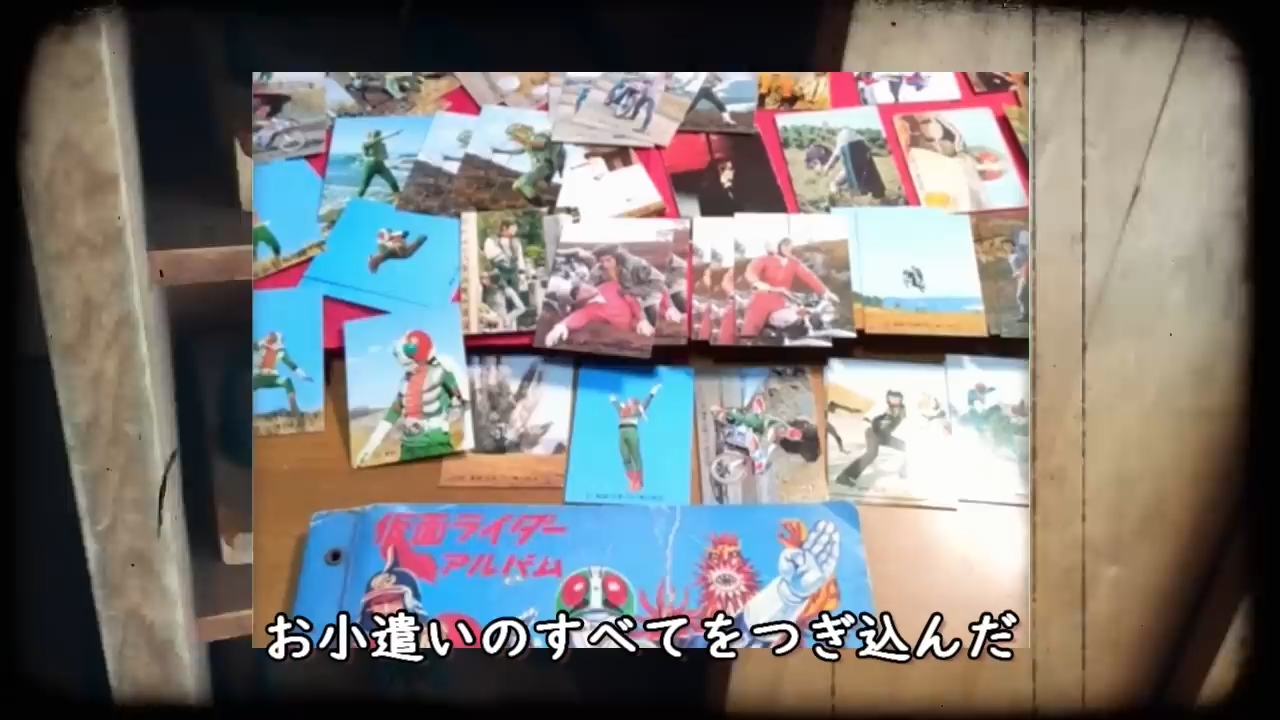 仮面ライダー
アルバム
お小遣いのすべてをつぎ込んだ